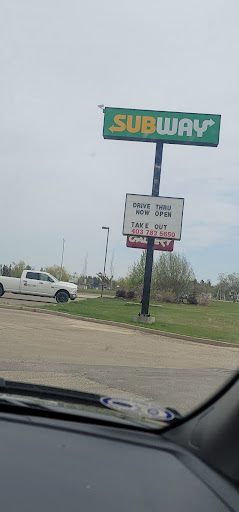 SUBWAY
DRIVE THRU
NOW OPEN
TAKE OUT
403 782 5650